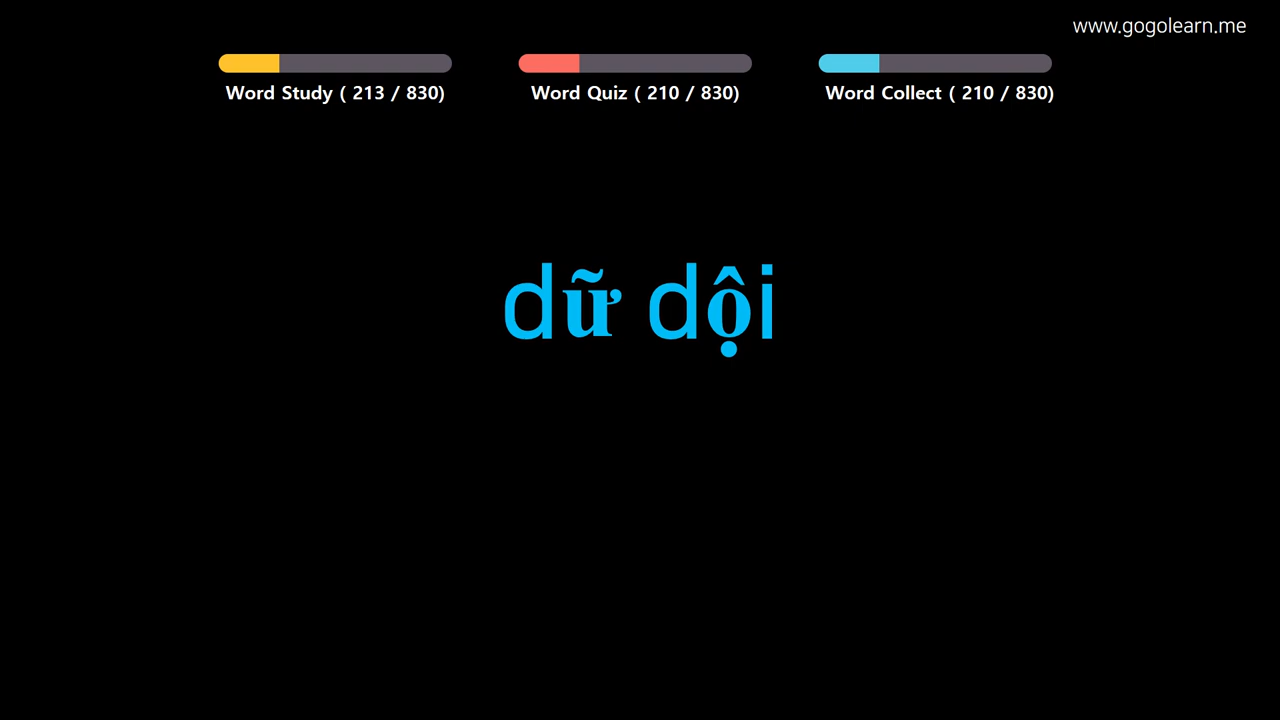 www.gogolearn.me
Word Study ( 213 / 830)
Word Quiz ( 210 / 830)
Word Collect ( 210 / 830)
dữ dội